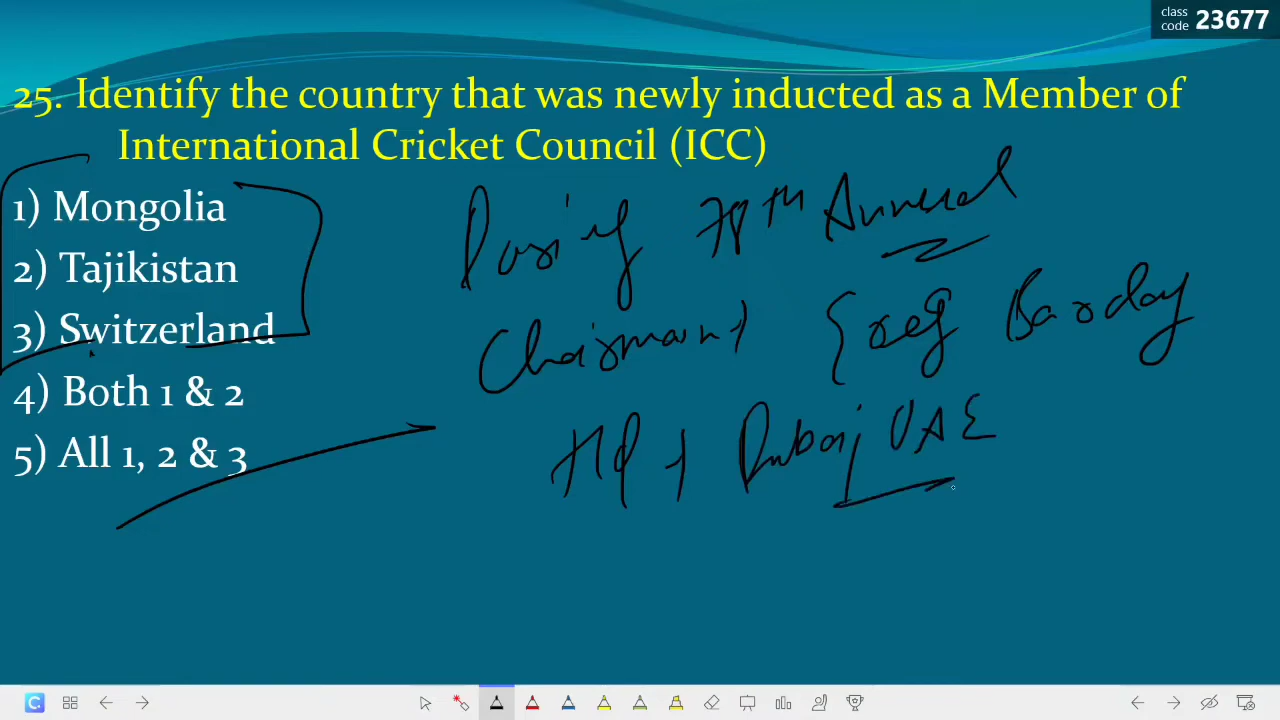 class
code 23677
25. Identify the country that was newly inducted as a Member of
International Cricket Council (ICC)
1) Mongolia
2) Tajikistan
3) Switzerland
4) Both 1 & 2
5) All 1, 2 & 3
78th Annual
Chairman Greg Barclay
HQ Dubai UAE